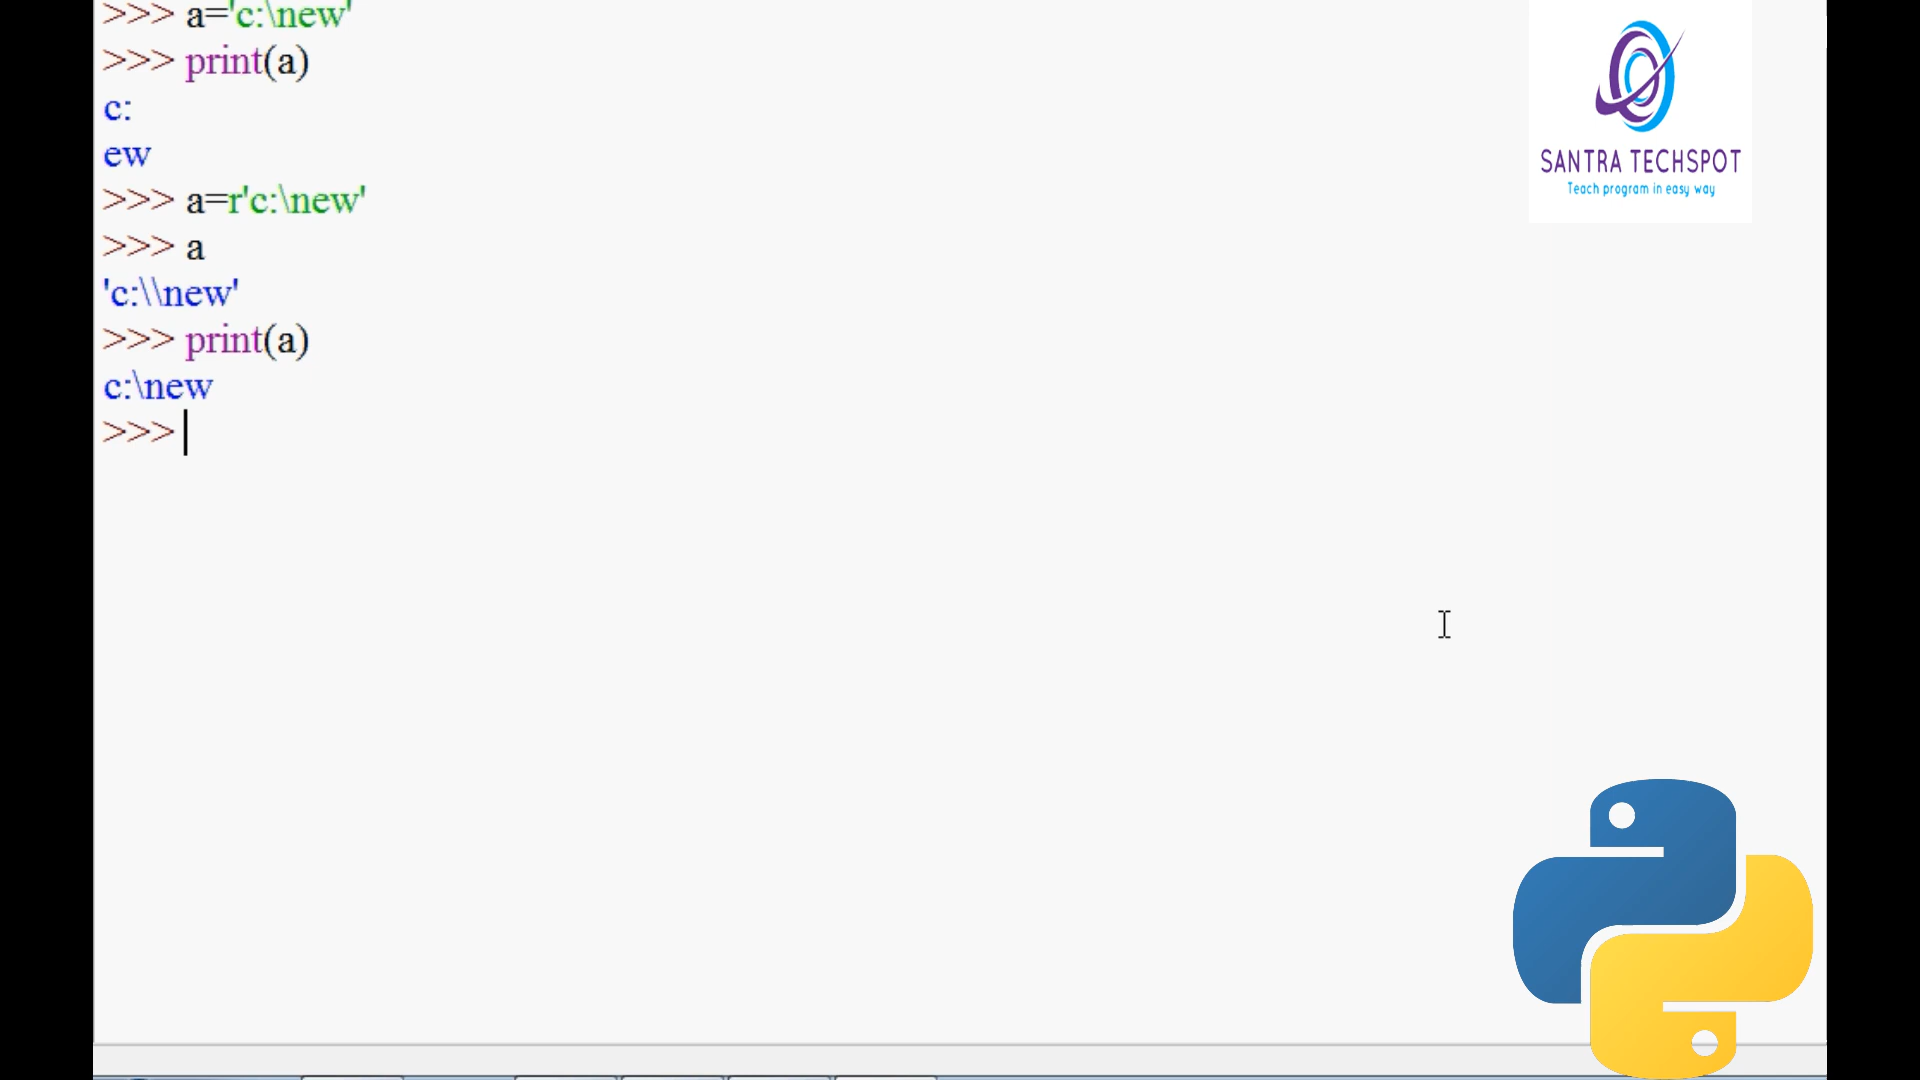 >>> a='c:\new'
>>> print(a)
c:
ew
>>> a=r'c:\new'
>>> a
'c:\\new'
>>> print(a)
c:\new
>>>
SANTRA TECHSPOT
Teach program in easy way